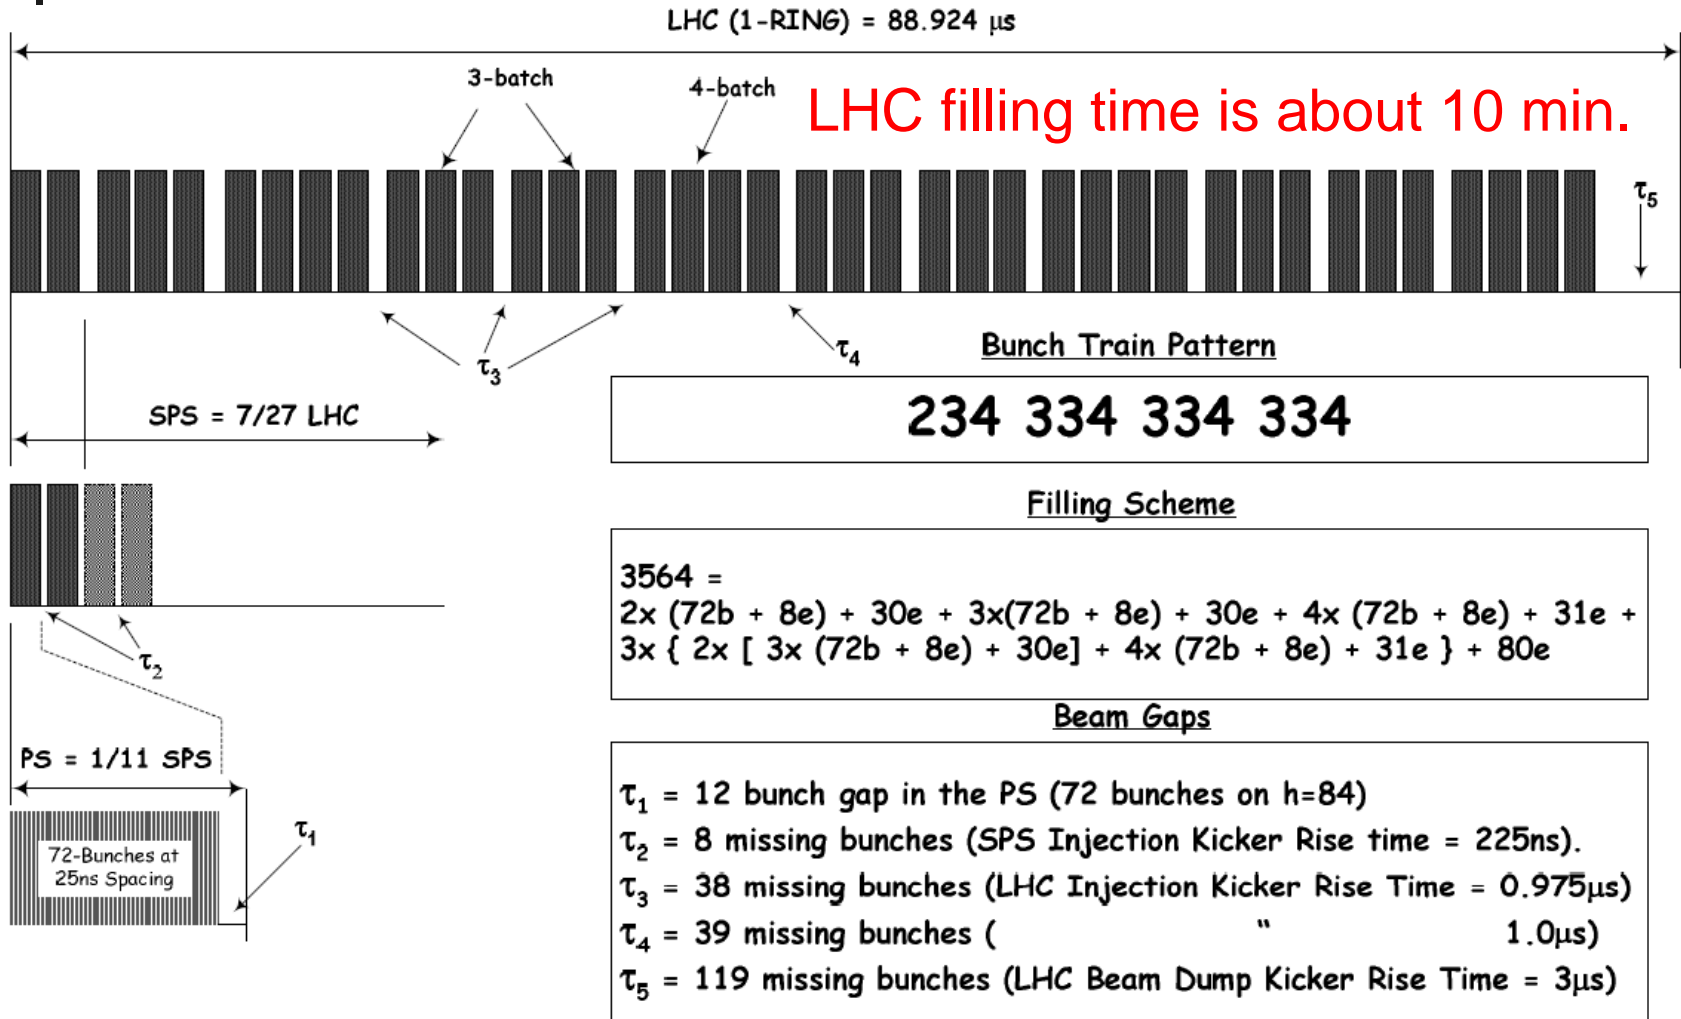 LHC (1-RING) = 88.924 μs
3-batch
4-batch
LHC filling time is about 10 min.
τ5
τ3
τ4
Bunch Train Pattern
234 334 334 334
SPS = 7/27 LHC
Filling Scheme
3564 =
2x (72b + 8e) + 30e + 3x(72b + 8e) + 30e + 4x (72b + 8e) + 31e +
3x { 2x [ 3x (72b + 8e) + 30e] + 4x (72b + 8e) + 31e } + 80e
τ2
Beam Gaps
PS = 1/11 SPS
τ1
72-Bunches at
25ns Spacing
τ1 = 12 bunch gap in the PS (72 bunches on h=84)
τ2 = 8 missing bunches (SPS Injection Kicker Rise time = 225ns).
τ3 = 38 missing bunches (LHC Injection Kicker Rise Time = 0.975μs)
τ4 = 39 missing bunches ( " 1.0μs)
τ5 = 119 missing bunches (LHC Beam Dump Kicker Rise Time = 3μs)